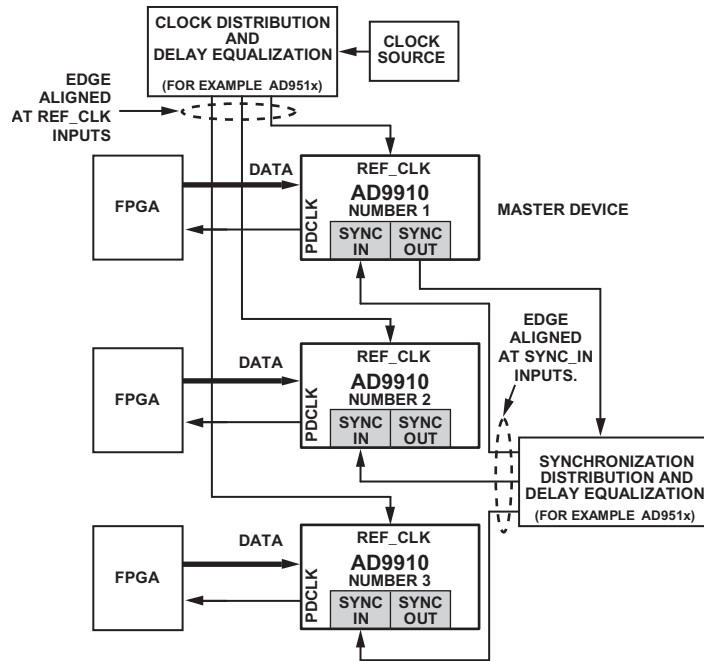 CLOCK DISTRIBUTION
AND
DELAY EQUALIZATION
(FOR EXAMPLE AD951x)
CLOCK
SOURCE
EDGE
ALIGNED
AT REF_CLK
INPUTS
FPGA
DATA
PDCLK
REF_CLK
AD9910
NUMBER 1
SYNC
IN
SYNC
OUT
MASTER DEVICE
FPGA
DATA
PDCLK
REF_CLK
AD9910
NUMBER 2
SYNC
IN
SYNC
OUT
EDGE
ALIGNED
AT SYNC_IN
INPUTS.
SYNCHRONIZATION
DISTRIBUTION AND
DELAY EQUALIZATION
(FOR EXAMPLE AD951x)
FPGA
DATA
PDCLK
REF_CLK
AD9910
NUMBER 3
SYNC
IN
SYNC
OUT